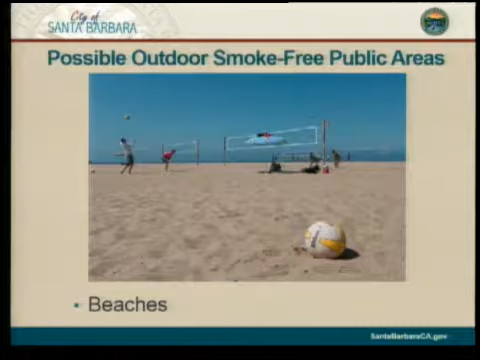 City of
SANTA BARBARA
Possible Outdoor Smoke-Free Public Areas
• Beaches
SantaBarbaraCA.gov